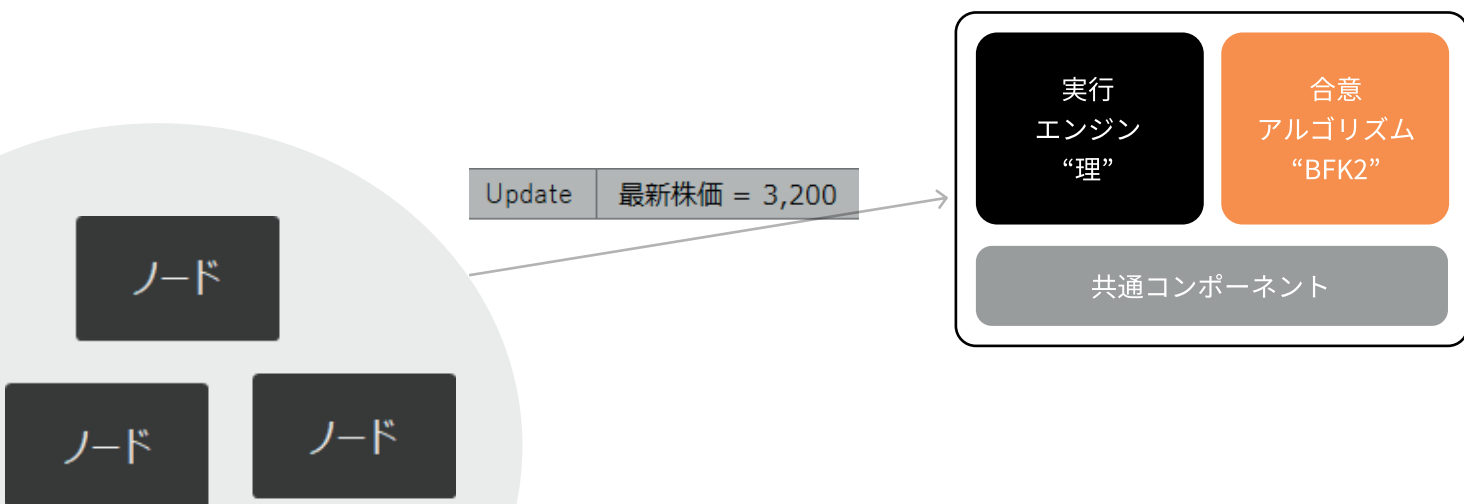 実行
エンジン
“理”
合意
アルゴリズム
“BFK2”
Update 最新株価 = 3,200
共通コンポーネント
ノード
ノード
ノード